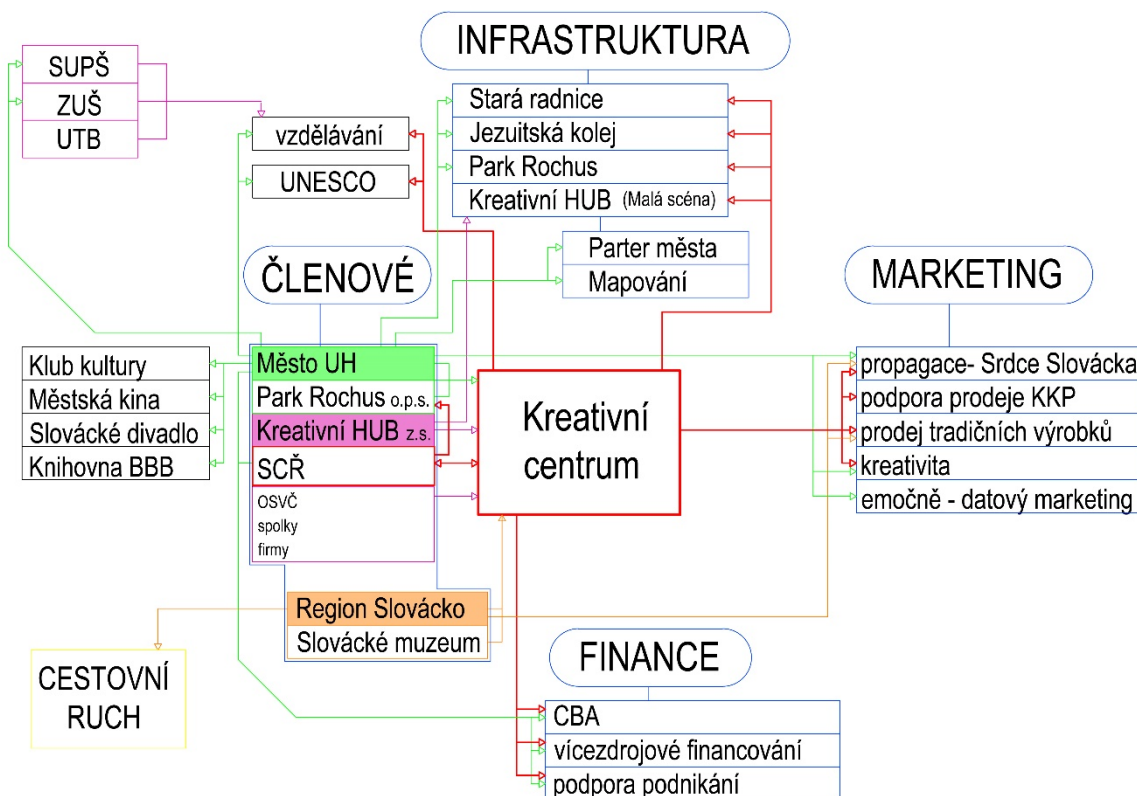 INFRASTRUKTURA
SUPŠ
ZUŠ
UTB
vzdělávání
UNESCO
Stará radnice
Jezuitská kolej
Park Rochus
Kreativní HUB (Malá scéna)
Parter města
Mapování
ČLENOVÉ
MARKETING
Klub kultury
Městská kina
Slovácké divadlo
Knihovna BBB
Město UH
Park Rochus o.p.s.
Kreativní HUB z.s.
SCŘ
OSVČ
spolky
firmy
Kreativní
centrum
propagace- Srdce Slovácka
podpora prodeje KKP
prodej tradičních výrobků
kreativita
emočně - datový marketing
Region Slovácko
Slovácké muzeum
CESTOVNÍ
RUCH
FINANCE
CBA
vícezdrojové financování
podpora podnikání